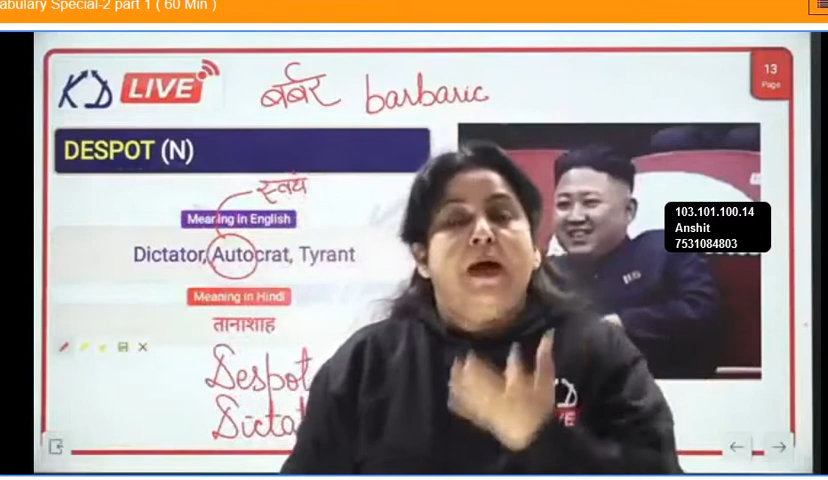 abulary Special-2 part 1 ( 60 Min )
KD LIVE
बर्बर barbaric
13
Page
DESPOT (N)
स्वयं
Meaning in English
Dictator, Autocrat, Tyrant
Meaning in Hindi
तानाशाह
Despot
Dicta
103.101.100.14
Anshit
7531084803